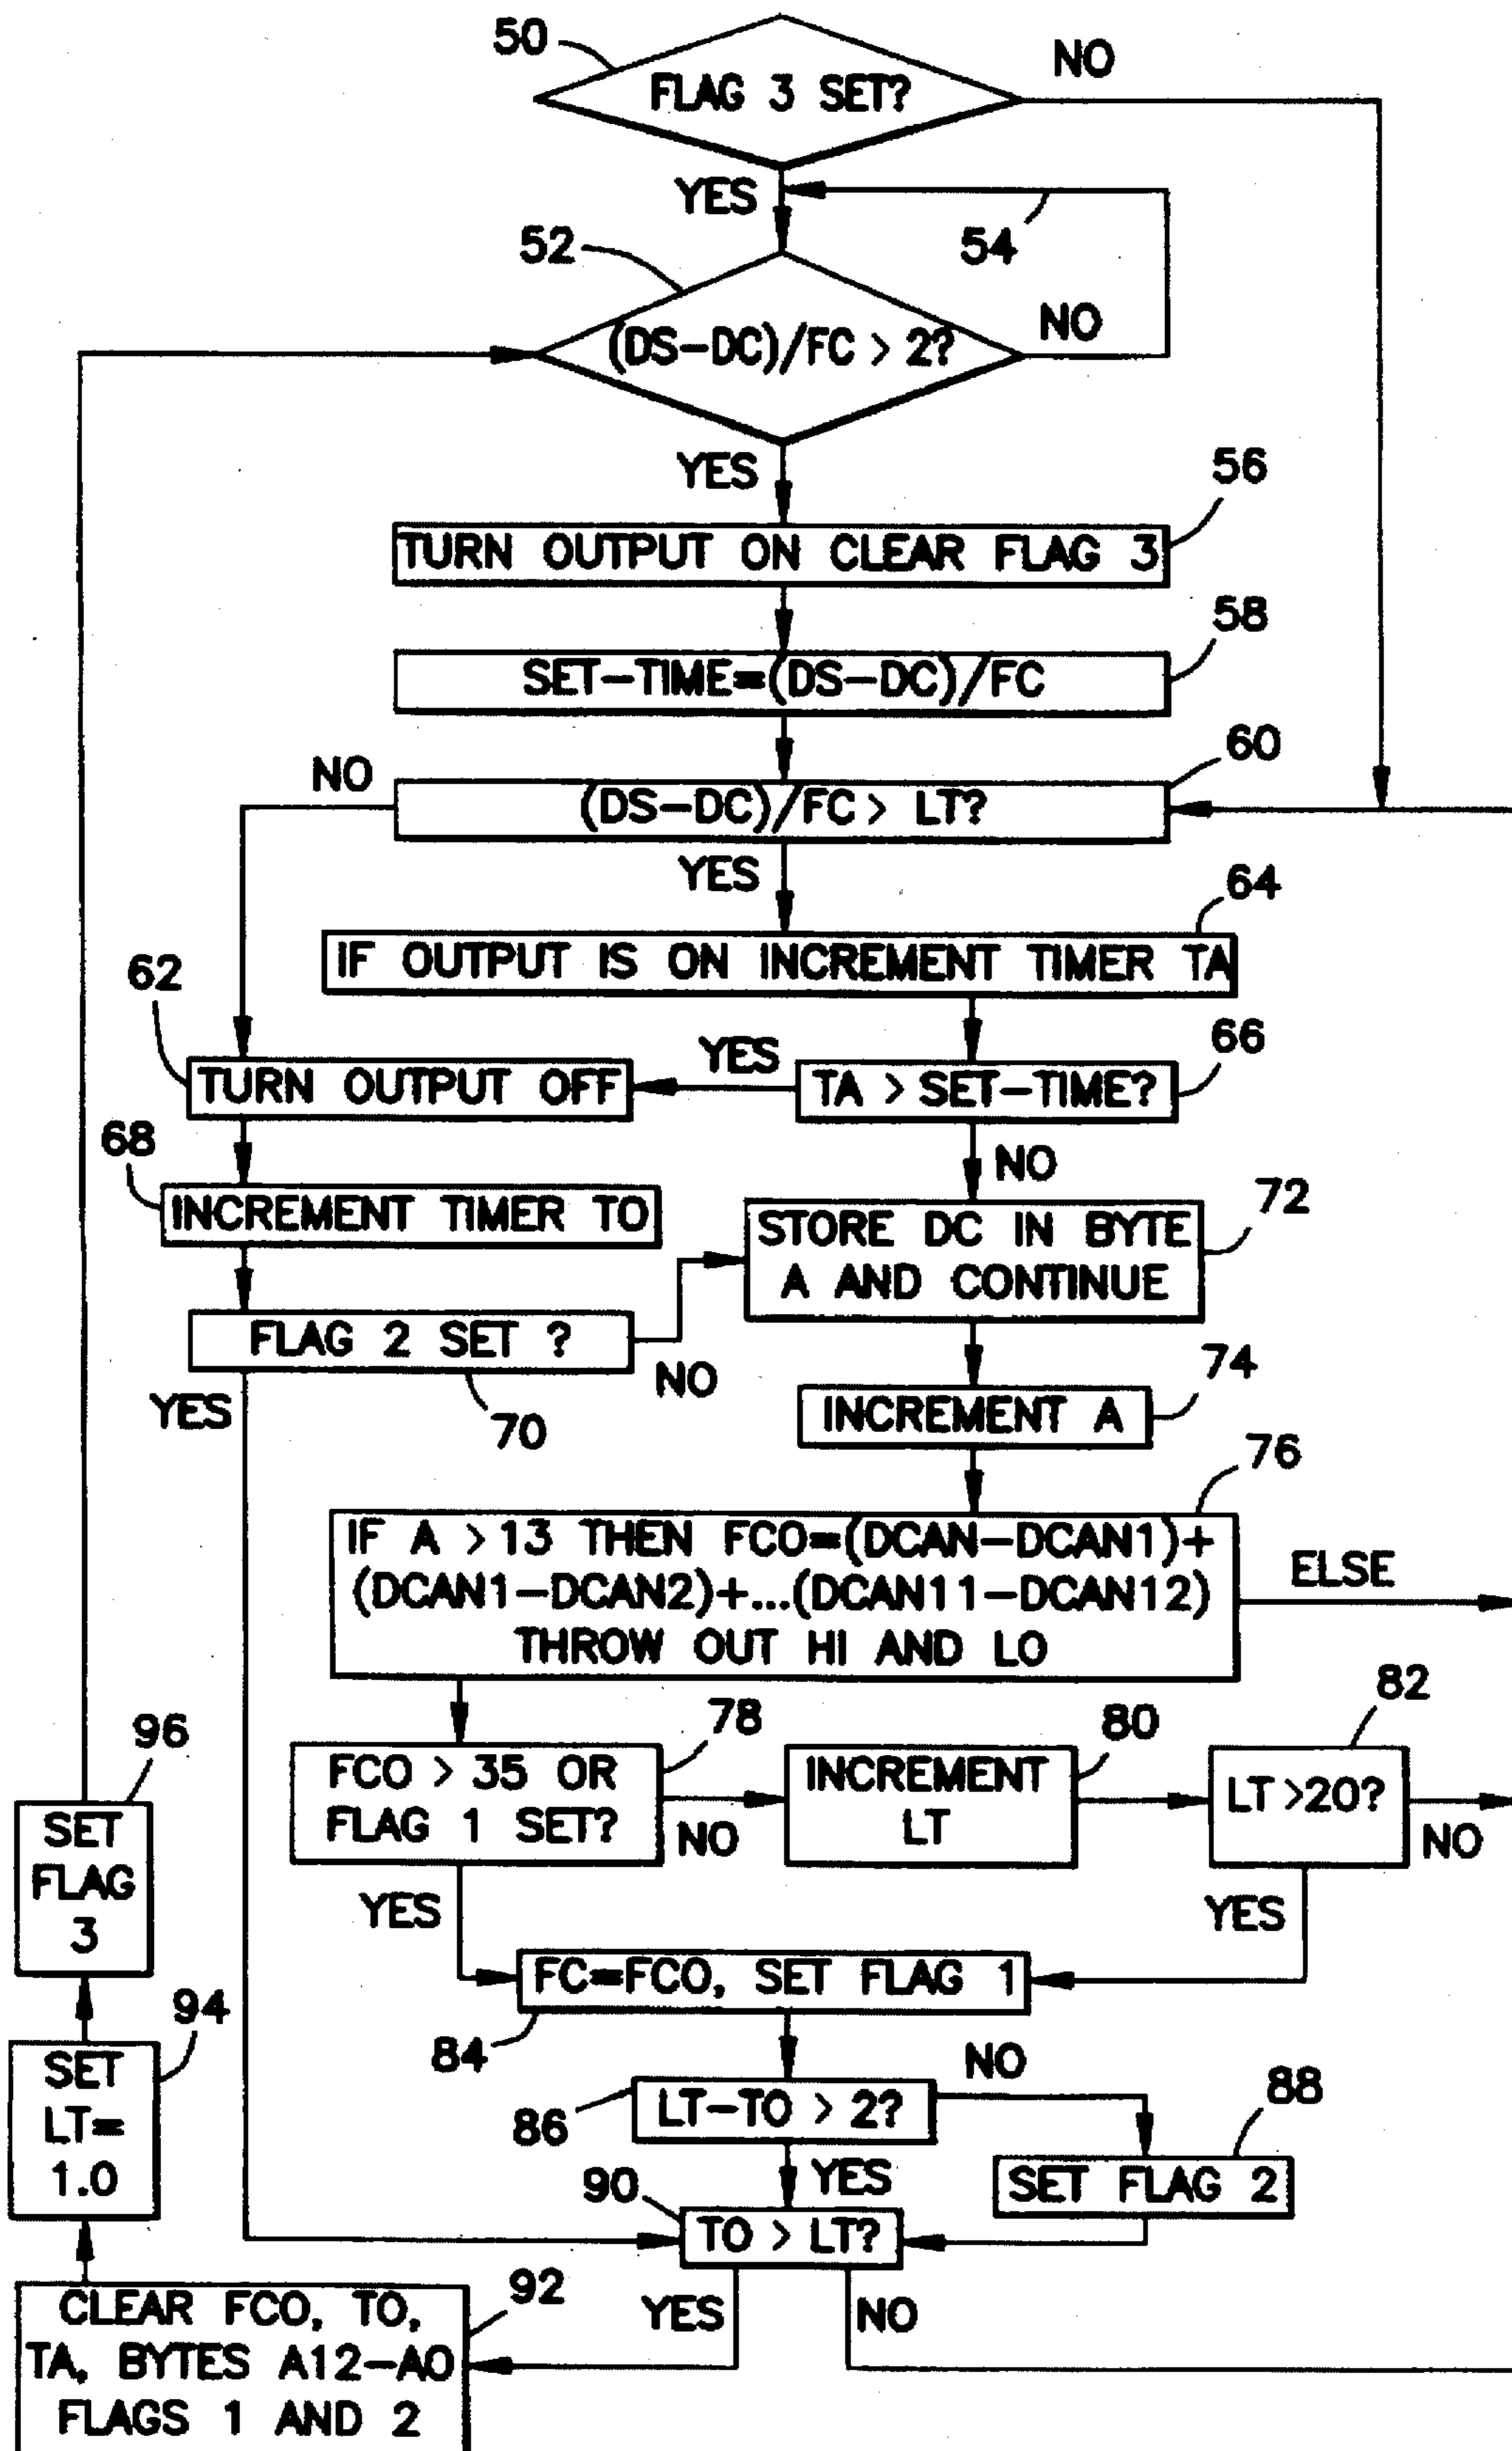 50
FLAG 3 SET?
NO
YES
54
52
(DS-DC)/FC > 2?
NO
YES
56
TURN OUTPUT ON CLEAR FLAG 3
58
SET-TIME=(DS-DC)/FC
60
NO
(DS-DC)/FC > LT?
YES
64
IF OUTPUT IS ON INCREMENT TIMER TA
62
66
YES
TURN OUTPUT OFF
TA > SET-TIME?
68
NO
INCREMENT TIMER TO
72
STORE DC IN BYTE
A AND CONTINUE
FLAG 2 SET ?
NO
YES
70
74
INCREMENT A
76
IF A >13 THEN FCO=(DCAN-DCAN1)+
(DCAN1-DCAN2)+...(DCAN11-DCAN12)
THROW OUT HI AND LO
ELSE
78
80
82
FCO > 35 OR
FLAG 1 SET?
NO
INCREMENT
LT
LT >20?
NO
96
SET
FLAG
3
YES
YES
FC=FCO, SET FLAG 1
84
94
SET
LT=
1.0
NO
86
LT-TO > 2?
88
YES
SET FLAG 2
90
TO > LT?
92
YES
NO
CLEAR FCO, TO,
TA, BYTES A12-A0
FLAGS 1 AND 2